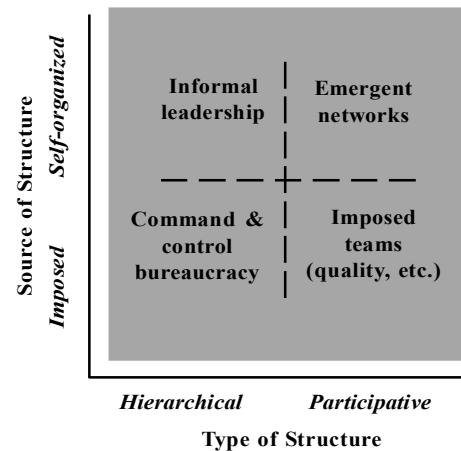 Source of Structure
Self-organized
Imposed
Informal
leadership
Emergent
networks
Command &
control
bureaucracy
Imposed
teams
(quality, etc.)
Hierarchical
Participative
Type of Structure